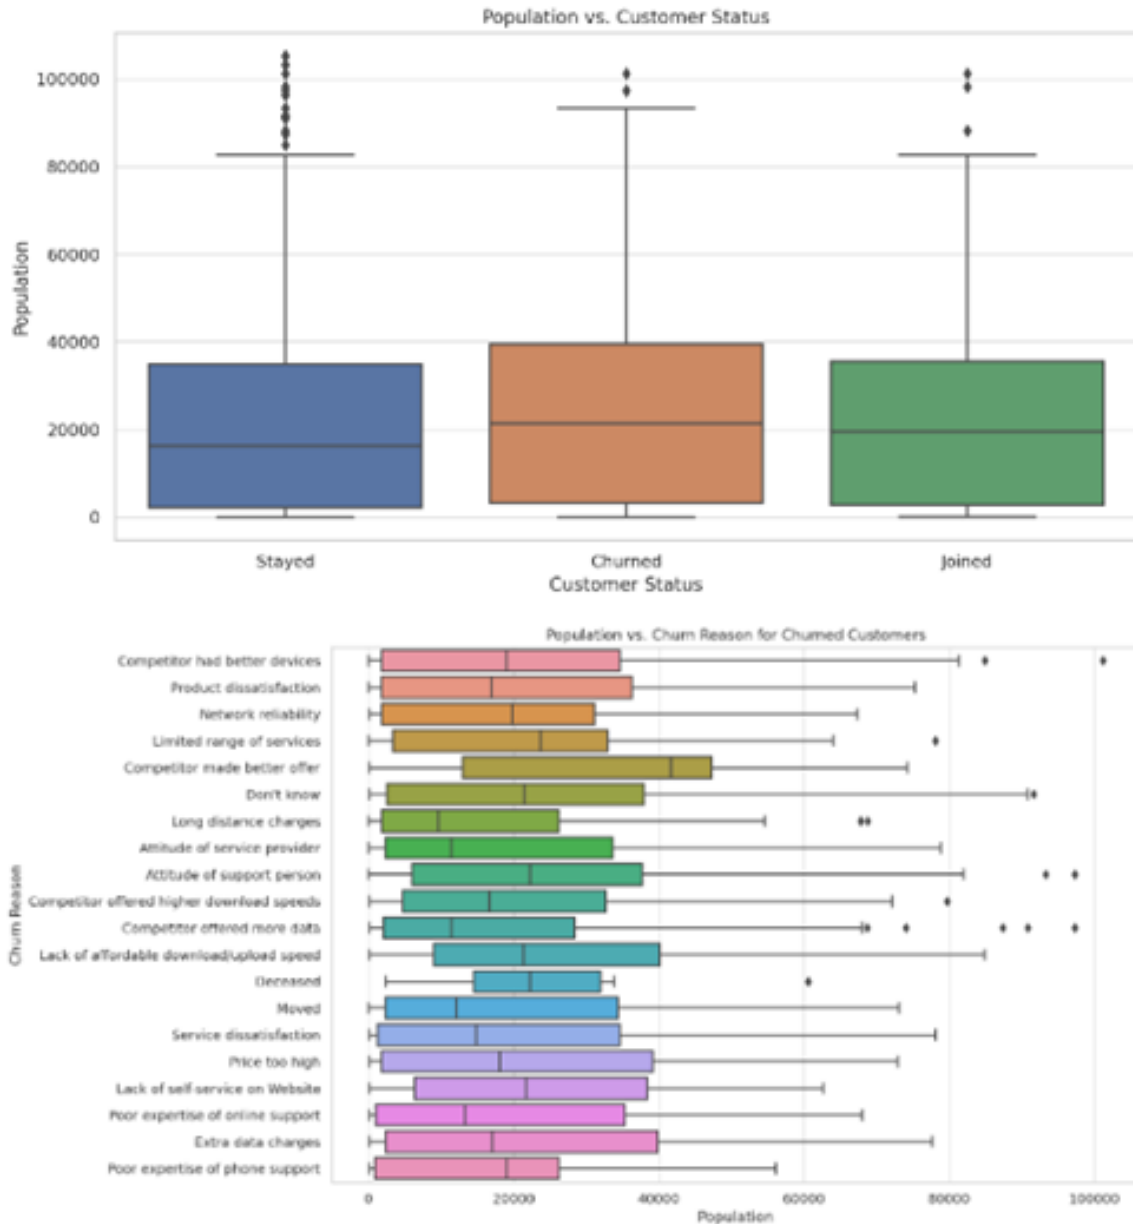 Population vs. Customer Status
100000
80000
60000
40000
20000
0
Population
Stayed Churned Joined
Customer Status
Population vs. Churn Reason for Churned Customers
Competitor had better devices
Product dissatisfaction
Network reliability
Limited range of services
Competitor made better offer
Don't know
Long distance charges
Attitude of service provider
Attitude of support person
Competitor offered higher download speeds
Competitor offered more data
Lack of affordable download/upload speed
Deceased
Moved
Service dissatisfaction
Price too high
Lack of self-service on Website
Poor expertise of online support
Extra data charges
Poor expertise of phone support
Churn Reason
0 20000 40000 60000 80000 100000
Population